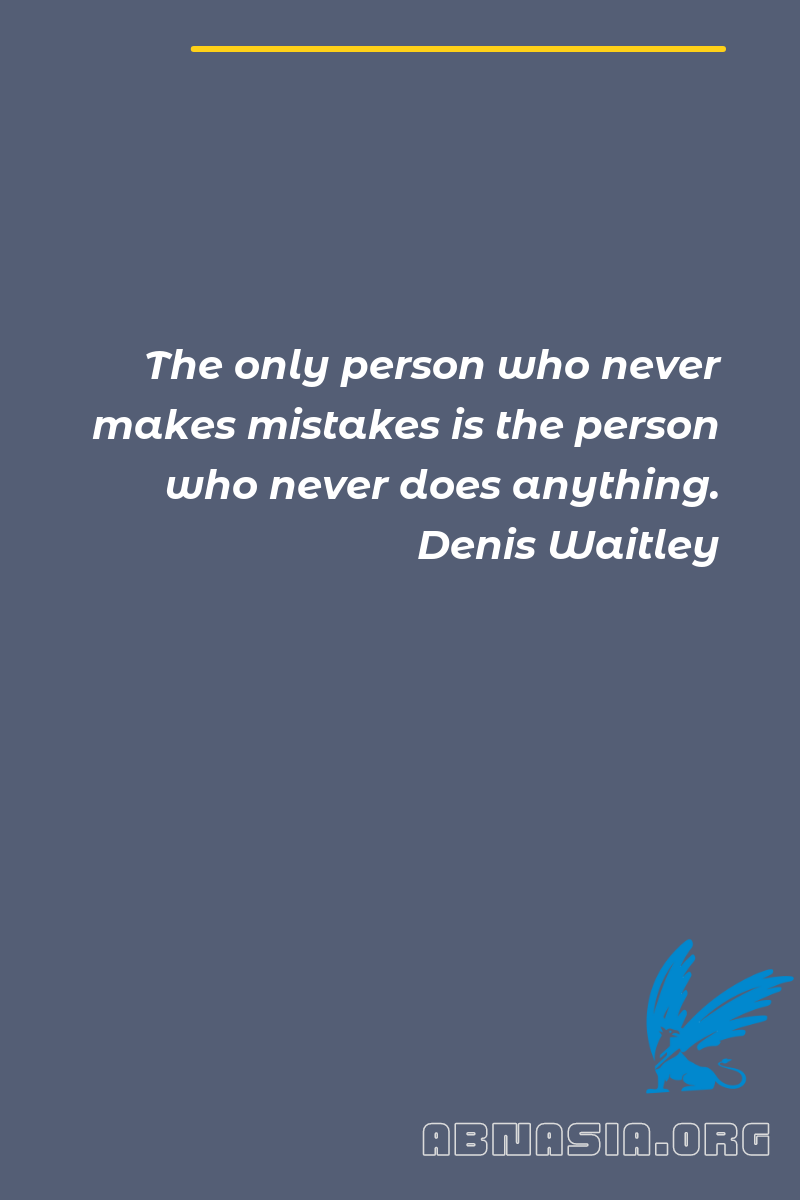 The only person who never
makes mistakes is the person
who never does anything.
Denis Waitley
ABNASIA.ORG